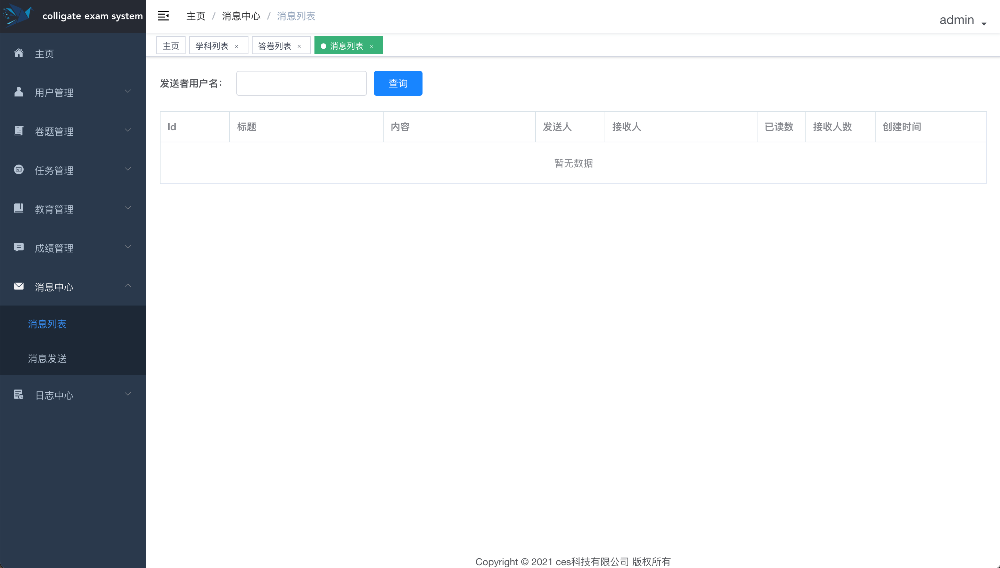 colligate exam system
主页 / 消息中心 / 消息列表
admin
主页
用户管理
卷题管理
任务管理
教育管理
成绩管理
消息中心
消息列表
消息发送
日志中心
主页 学科列表 × 答卷列表 × 消息列表 ×
发送者用户名： 查询
Id 标题 内容 发送人 接收人 已读数 接收人数 创建时间
暂无数据
Copyright © 2021 ces科技有限公司 版权所有